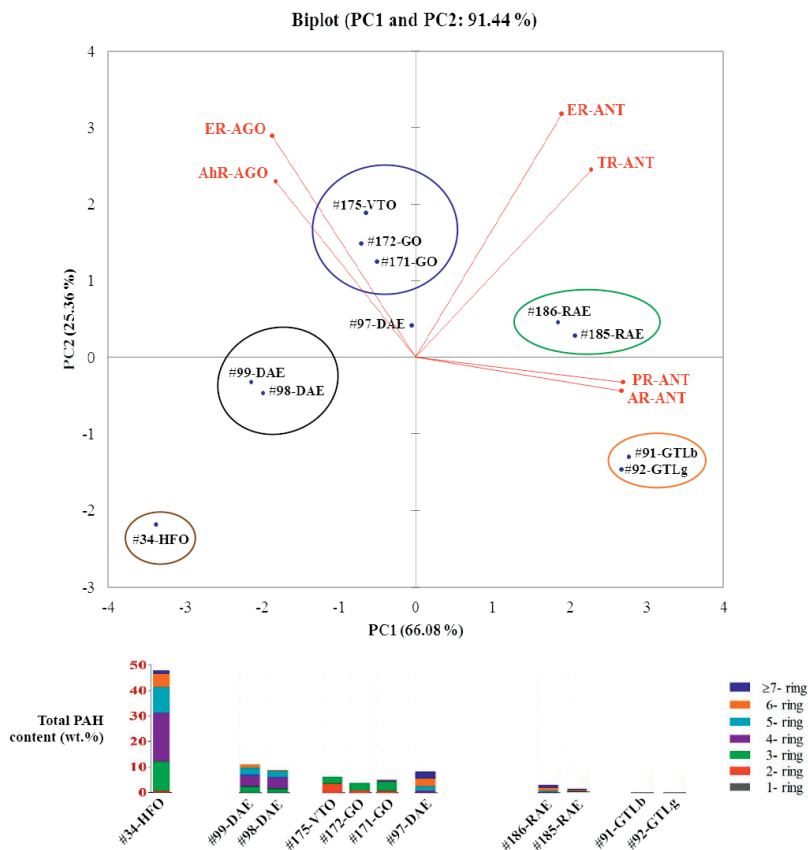 Biplot (PC1 and PC2: 91.44 %)
4
3
2
1
0
-1
-2
-3
PC2 (25.36 %)
ER-AGO
AhR-AGO
ER-ANT
TR-ANT
PR-ANT
AR-ANT
#175-VTO
#172-GO
#171-GO
#97-DAE
#186-RAE
#185-RAE
#99-DAE
#98-DAE
#91-GTLb
#92-GTLg
#34-HFO
-4 -3 -2 -1 0 1 2 3 4
PC1 (66.08 %)
Total PAH
content (wt.%)
50
40
30
20
10
0
≥7- ring
6- ring
5- ring
4- ring
3- ring
2- ring
1- ring
#34-HFO
#99-DAE
#98-DAE
#175-VTO
#172-GO
#171-GO
#97-DAE
#186-RAE
#185-RAE
#91-GTLb
#92-GTLg